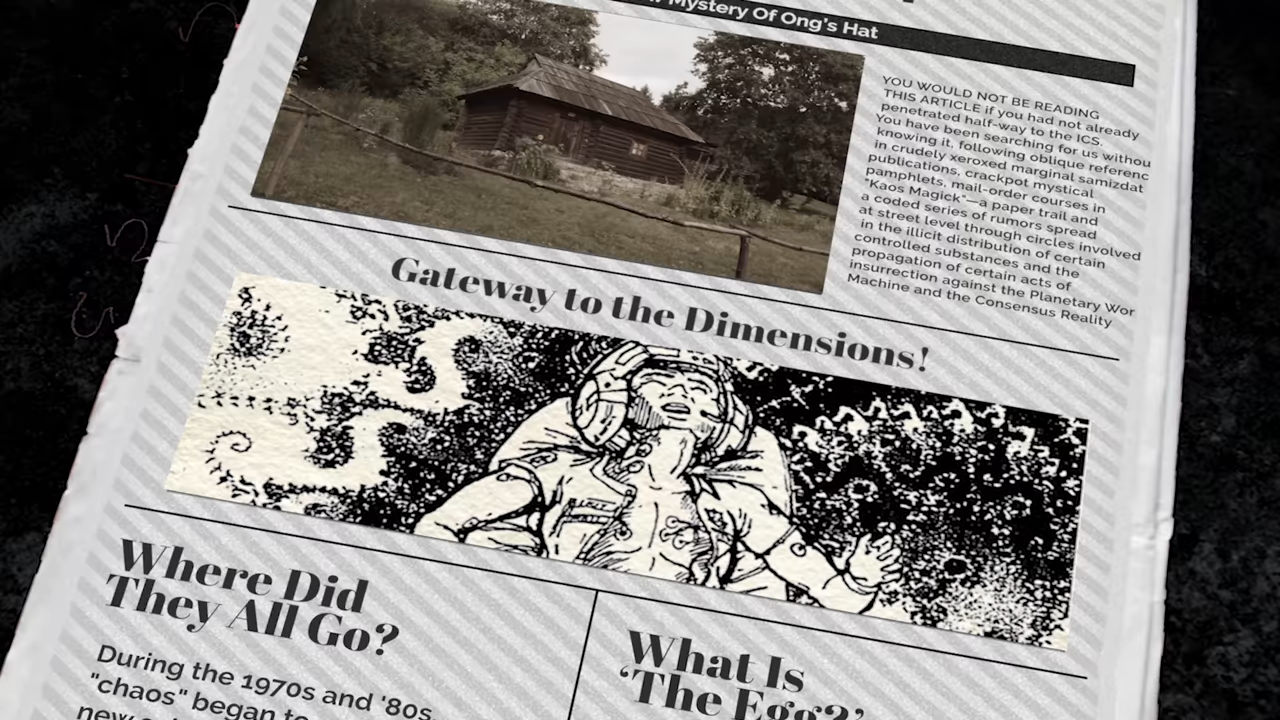 Mystery Of Ong's Hat
YOU WOULD NOT BE READING
THIS ARTICLE if you had not already
penetrated half-way to the ICS.
You have been searching for us withou
knowing it, following oblique referenc
in crudely xeroxed marginal samizdat
publications, crackpot mystical
pamphlets, mail-order courses in
"Kaos Magick"—a paper trail and
a coded series of rumors spread
at street level through circles involved
in the illicit distribution of certain
controlled substances and the
propagation of certain acts of
insurrection against the Planetary Wor
Machine and the Consensus Reality
Gateway to the Dimensions!
Where Did
They All Go?
During the 1970s and '80s,
"chaos" began to
What Is
'The Egg?'